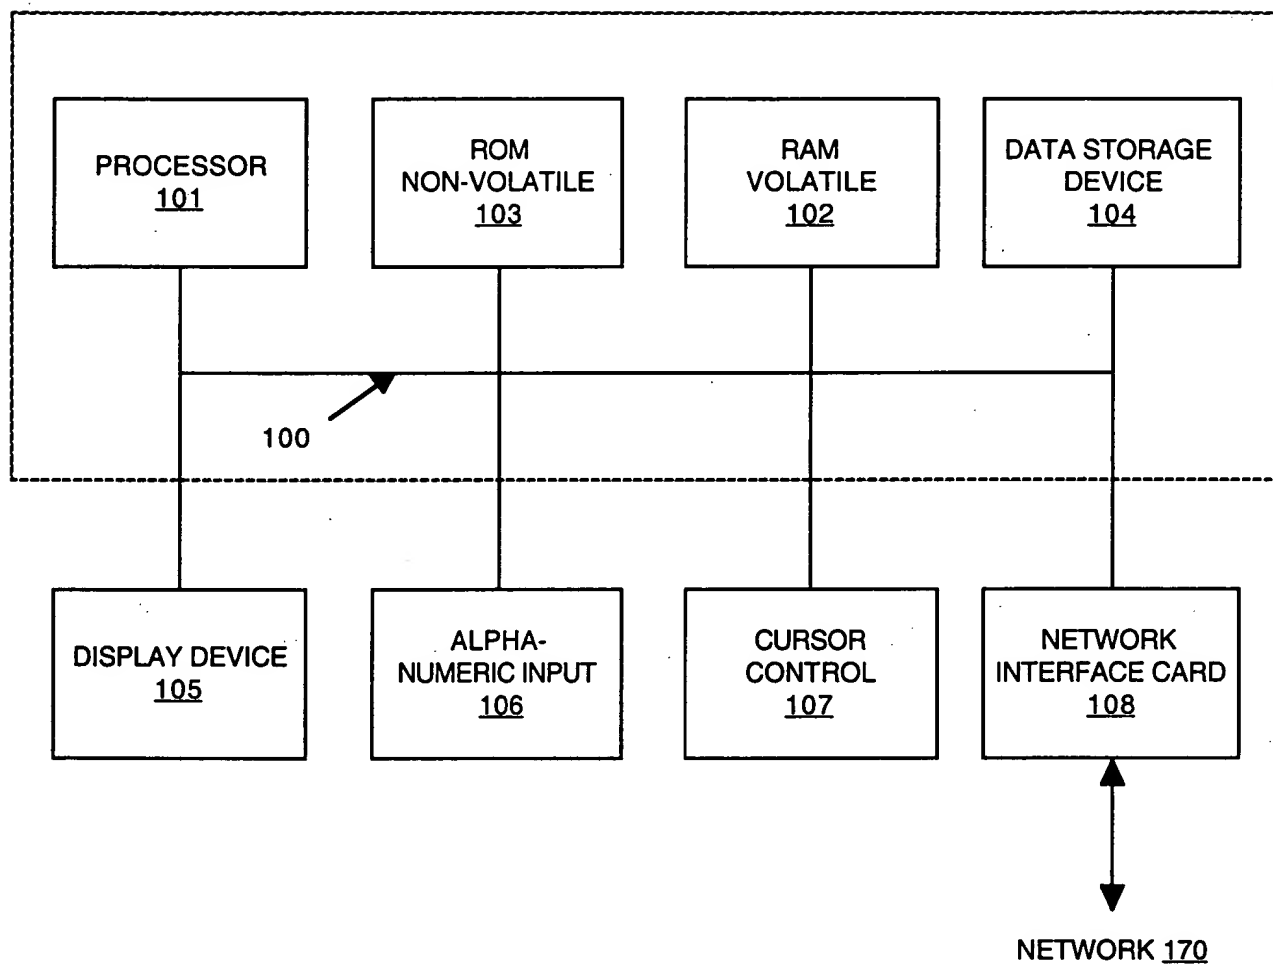 PROCESSOR
101
ROM
NON-VOLATILE
103
RAM
VOLATILE
102
DATA STORAGE
DEVICE
104
100
DISPLAY DEVICE
105
ALPHA-
NUMERIC INPUT
106
CURSOR
CONTROL
107
NETWORK
INTERFACE CARD
108
NETWORK 170